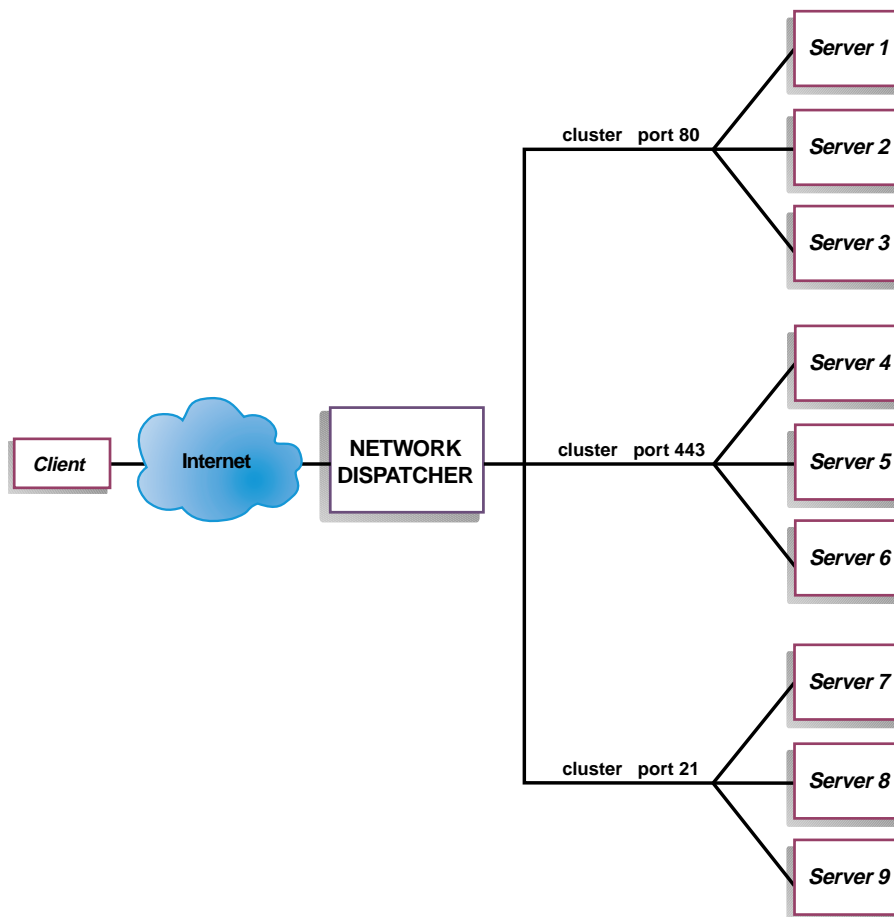 Server 1
cluster port 80
Server 2
Server 3
Server 4
Client
Internet
NETWORK
DISPATCHER
cluster port 443
Server 5
Server 6
Server 7
cluster port 21
Server 8
Server 9